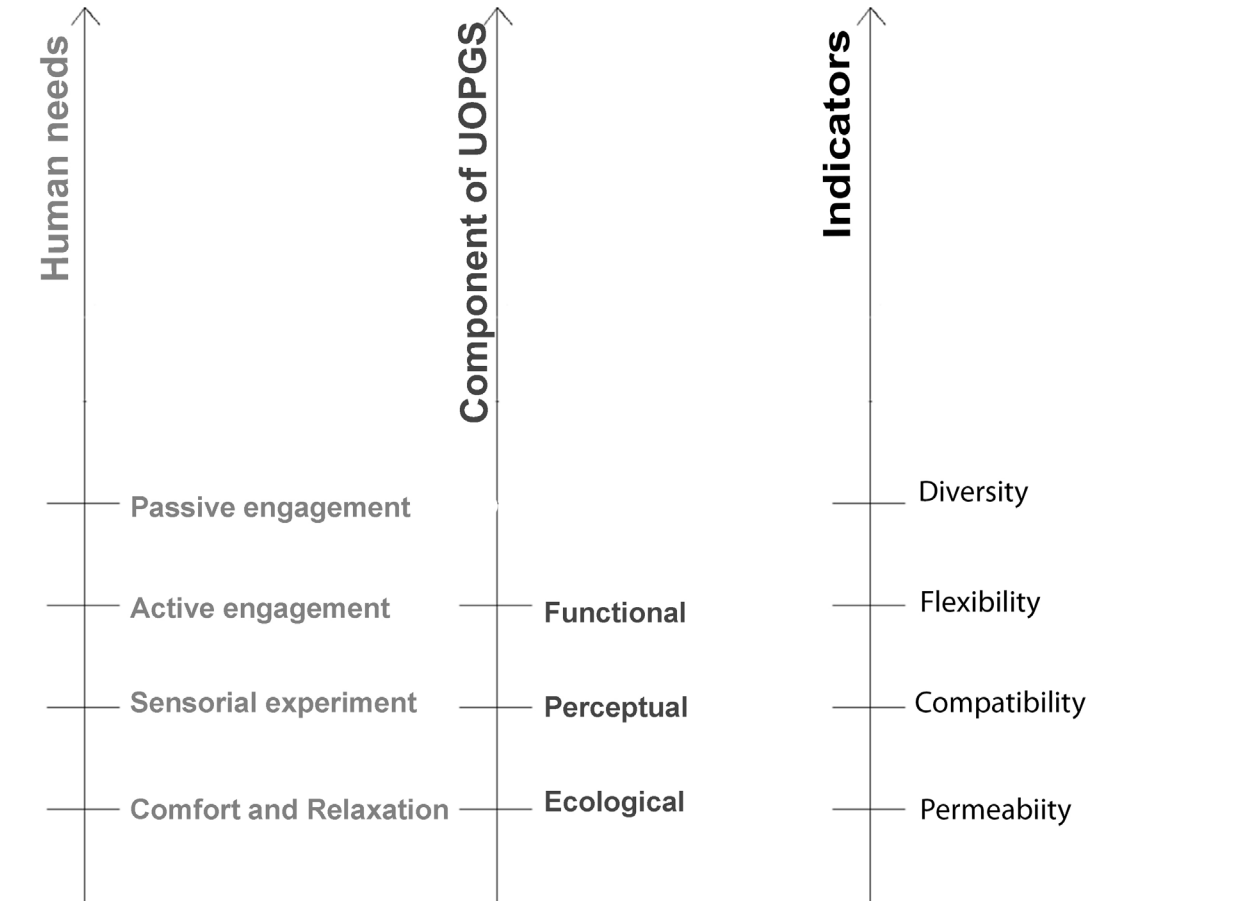 Human needs
Passive engagement
Active engagement
Sensorial experiment
Comfort and Relaxation
Component of UOPGS
Functional
Perceptual
Ecological
Indicators
Diversity
Flexibility
Compatibility
Permeabiity